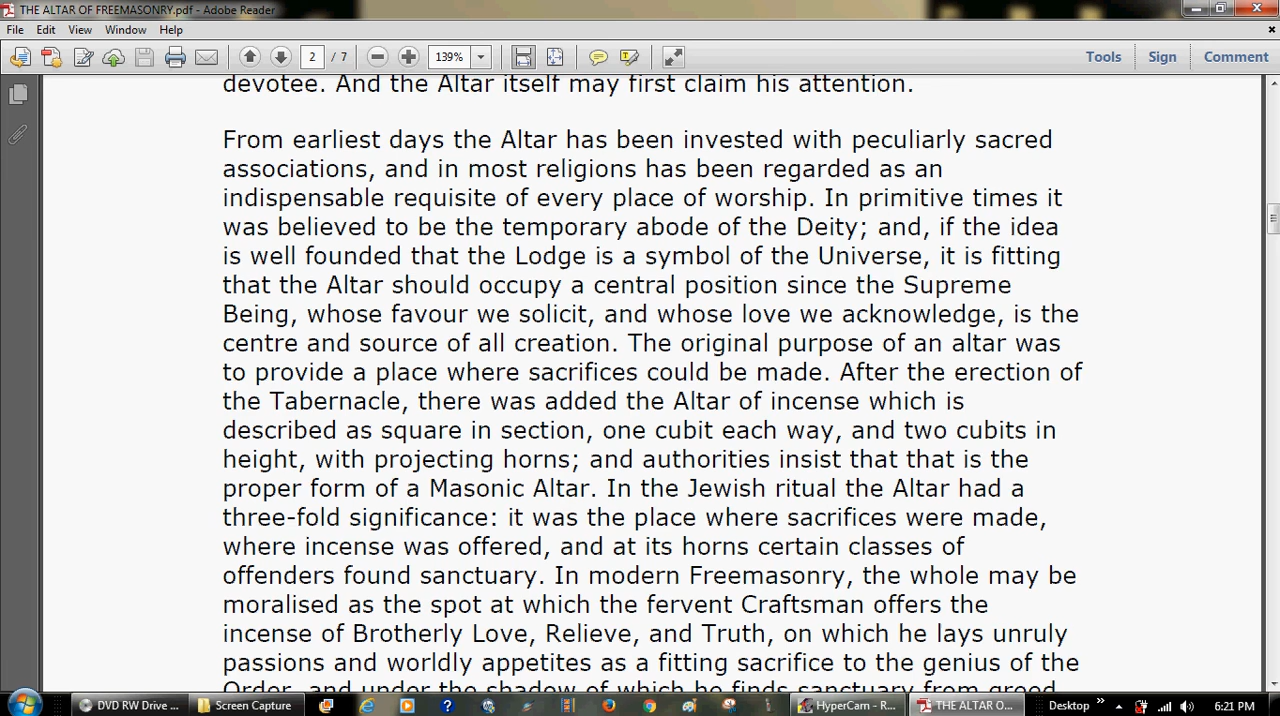 THE ALTAR OF FREEMASONRY.pdf - Adobe Reader
File Edit View Window Help
2 / 7 139% Tools Sign Comment
devotee. And the Altar itself may first claim his attention.
From earliest days the Altar has been invested with peculiarly sacred
associations, and in most religions has been regarded as an
indispensable requisite of every place of worship. In primitive times it
was believed to be the temporary abode of the Deity; and, if the idea
is well founded that the Lodge is a symbol of the Universe, it is fitting
that the Altar should occupy a central position since the Supreme
Being, whose favour we solicit, and whose love we acknowledge, is the
centre and source of all creation. The original purpose of an altar was
to provide a place where sacrifices could be made. After the erection of
the Tabernacle, there was added the Altar of incense which is
described as square in section, one cubit each way, and two cubits in
height, with projecting horns; and authorities insist that that is the
proper form of a Masonic Altar. In the Jewish ritual the Altar had a
three-fold significance: it was the place where sacrifices were made,
where incense was offered, and at its horns certain classes of
offenders found sanctuary. In modern Freemasonry, the whole may be
moralised as the spot at which the fervent Craftsman offers the
incense of Brotherly Love, Relieve, and Truth, on which he lays unruly
passions and worldly appetites as a fitting sacrifice to the genius of the
Order, and under the shadow of which he finds sanctuary from greed
DVD RW Drive ... Screen Capture HyperCam - R... THE ALTAR O... Desktop 6:21 PM